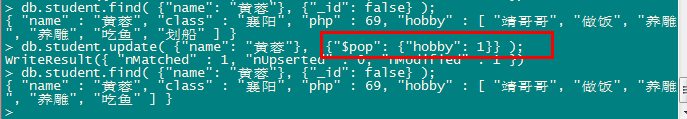 > db.student.find( {"name": "黄蓉"}, {"_id": false} );
{ "name" : "黄蓉", "class" : "襄阳", "php" : 69, "hobby" : [ "靖哥哥", "做饭", "养雕
", "养雕", "吃鱼", "划船" ] }
> db.student.update( {"name": "黄蓉"}, {"$pop": {"hobby": 1}} );
WriteResult({ "nMatched" : 1, "nUpserted" : 0, "nModified" : 1 })
> db.student.find( {"name": "黄蓉"}, {"_id": false} );
{ "name" : "黄蓉", "class" : "襄阳", "php" : 69, "hobby" : [ "靖哥哥", "做饭", "养雕
", "养雕", "吃鱼" ] }
>